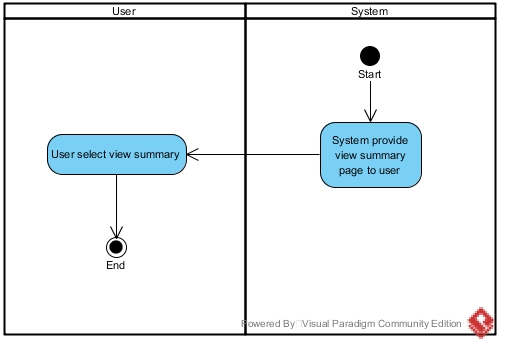 User
System
Start
System provide
view summary
page to user
User select view summary
End
Powered By Visual Paradigm Community Edition